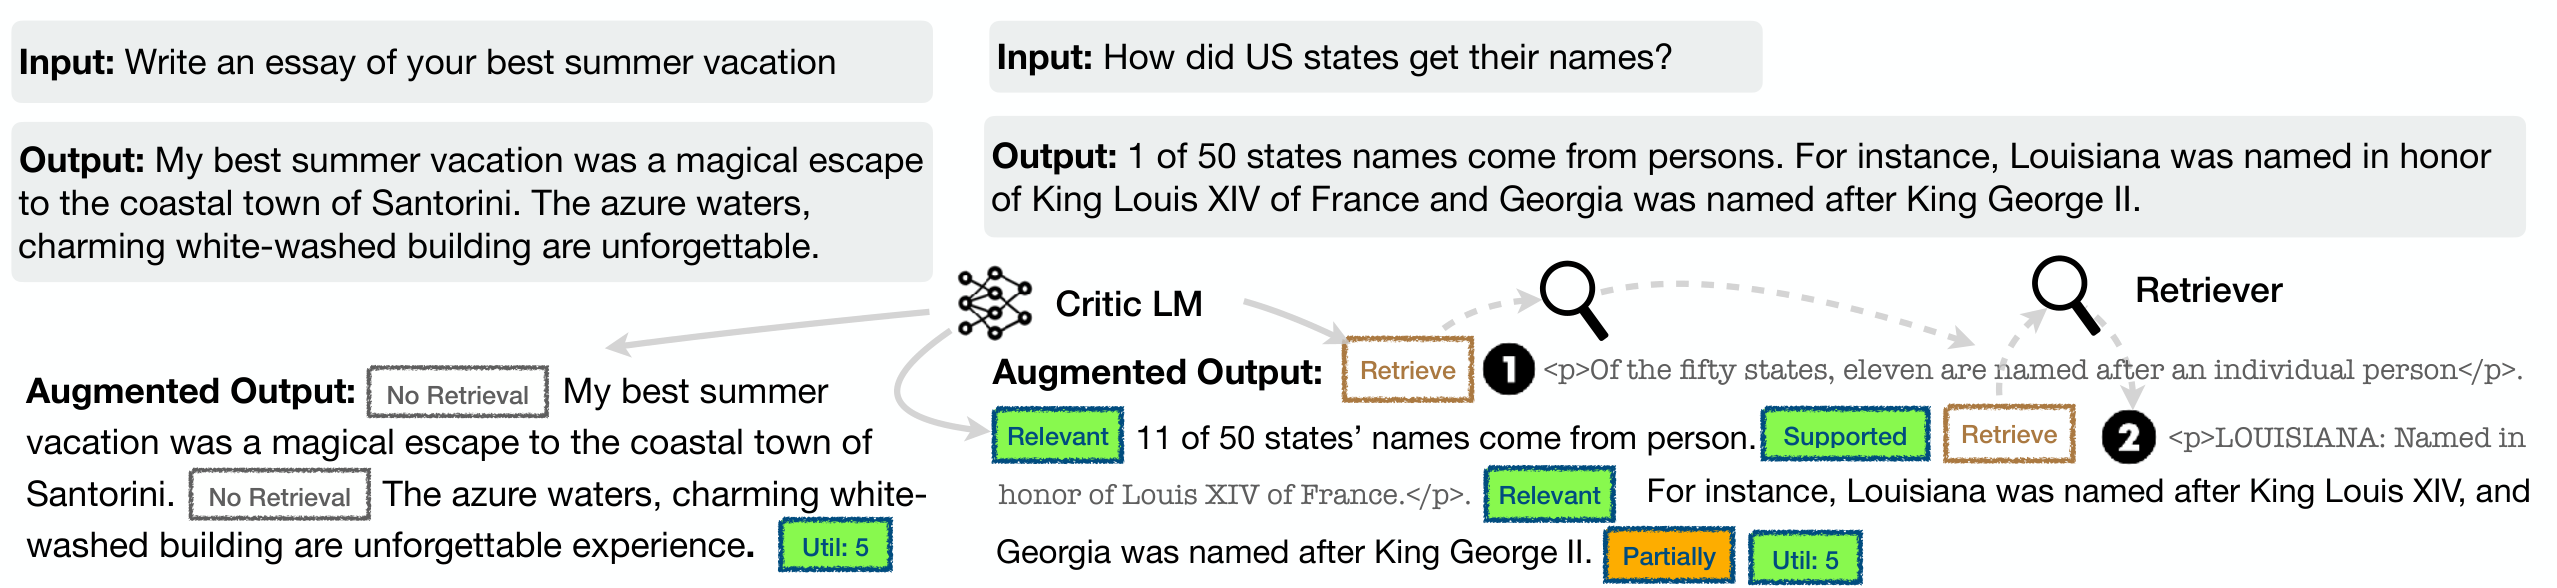 Input: Write an essay of your best summer vacation
Output: My best summer vacation was a magical escape
to the coastal town of Santorini. The azure waters,
charming white-washed building are unforgettable.
Input: How did US states get their names?
Output: 1 of 50 states names come from persons. For instance, Louisiana was named in honor
of King Louis XIV of France and Georgia was named after King George II.
Critic LM
Retriever
Augmented Output: No Retrieval My best summer
vacation was a magical escape to the coastal town of
Santorini. No Retrieval The azure waters, charming white-
washed building are unforgettable experience. Util: 5
Augmented Output: Retrieve 1 <p>Of the fifty states, eleven are named after an individual person</p>.
Relevant 11 of 50 states’ names come from person. Supported Retrieve 2 <p>LOUISIANA: Named in
honor of Louis XIV of France.</p>. Relevant For instance, Louisiana was named after King Louis XIV, and
Georgia was named after King George II. Partially Util: 5